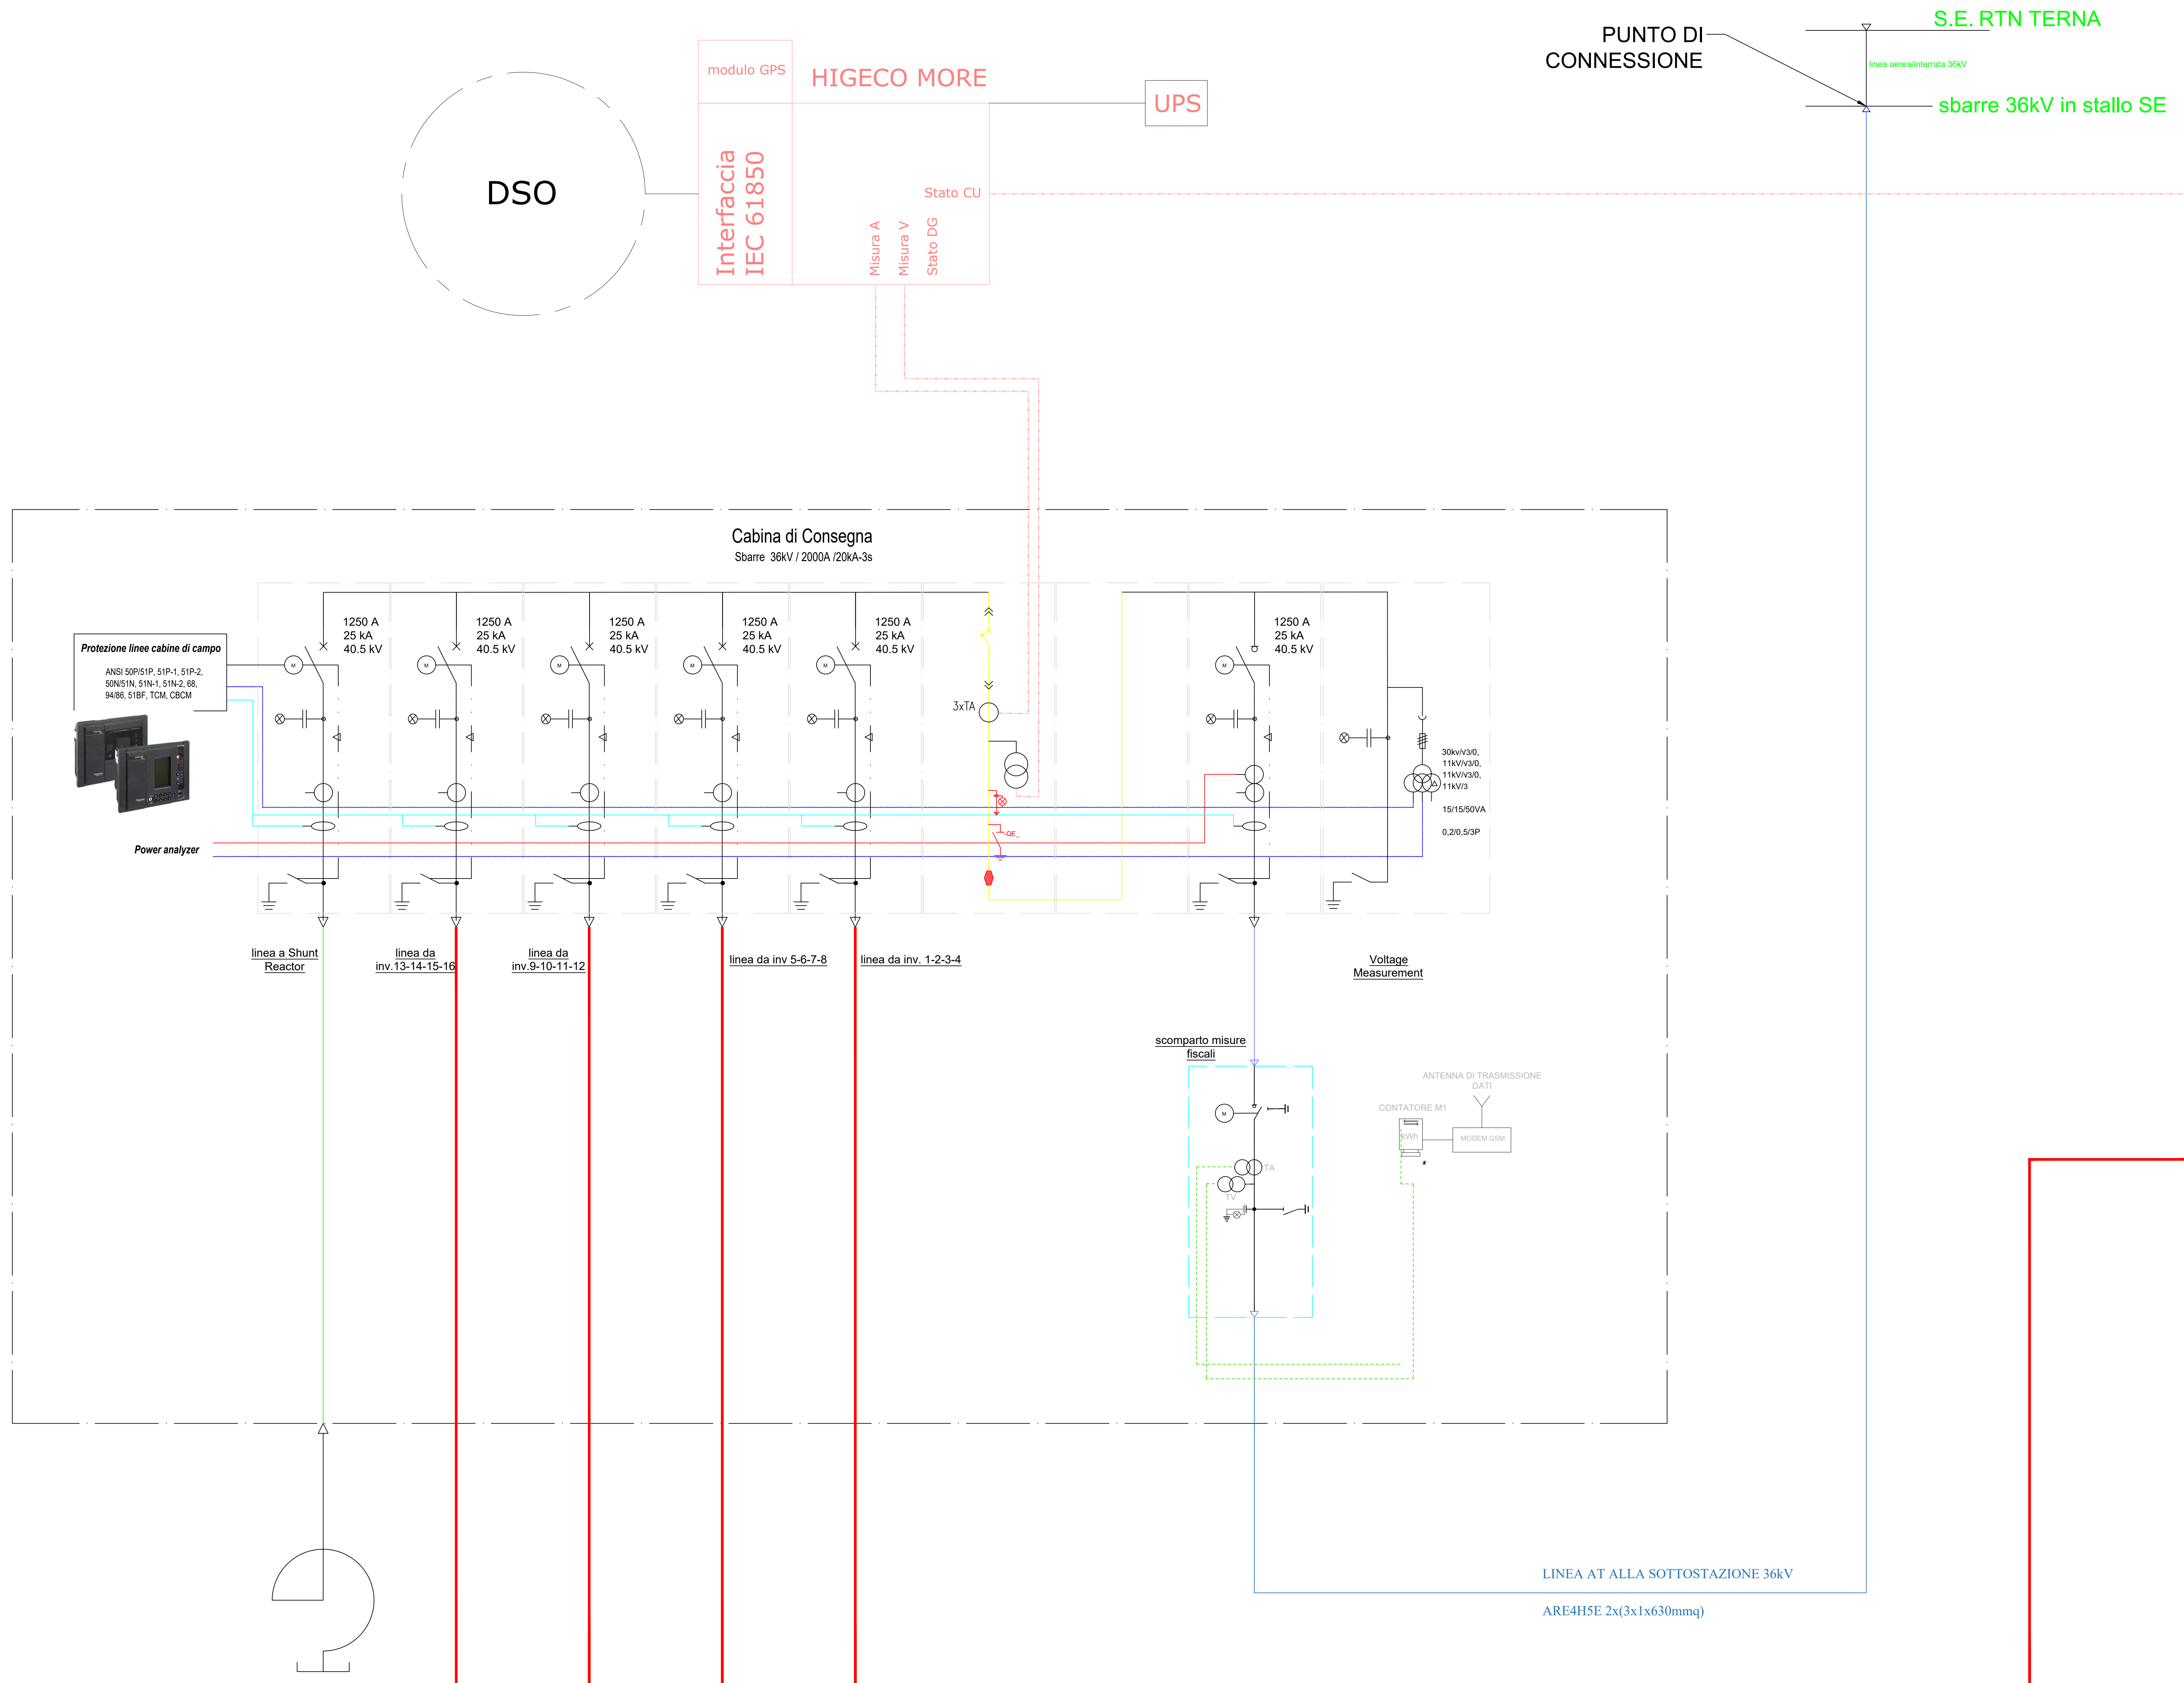 S.E. RTN TERNA
PUNTO DI
CONNESSIONE
linea aerea/interrata 36kV
sbarre 36kV in stallo SE
modulo GPS
HIGECO MORE
UPS
DSO
Interfaccia
IEC 61850
Stato CU
Misura A
Misura V
Stato DG
Cabina di Consegna
Sbarre 36kV / 2000A /20kA-3s
1250 A
25 kA
40.5 kV
1250 A
25 kA
40.5 kV
1250 A
25 kA
40.5 kV
1250 A
25 kA
40.5 kV
1250 A
25 kA
40.5 kV
1250 A
25 kA
40.5 kV
Protezione linee cabine di campo
ANSI 50P/51P, 51P-1, 51P-2,
50N/51N, 51N-1, 51N-2, 68,
94/86, 51BF, TCM, CBCM
M
M
M
M
M
M
3xTA
30kv/v3/0,
11kV/v3/0,
11kV/v3/0,
11kV/3
15/15/50VA
0,2/0,5/3P
-QE_
Power analyzer
linea a Shunt
Reactor
linea da
inv.13-14-15-16
linea da
inv.9-10-11-12
linea da inv 5-6-7-8
linea da inv. 1-2-3-4
Voltage
Measurement
scomparto misure
fiscali
M
TA
TV
ANTENNA DI TRASMISSIONE
DATI
CONTATORE M1
kWh
MODEM GSM
*
LINEA AT ALLA SOTTOSTAZIONE 36kV
ARE4H5E 2x(3x1x630mmq)